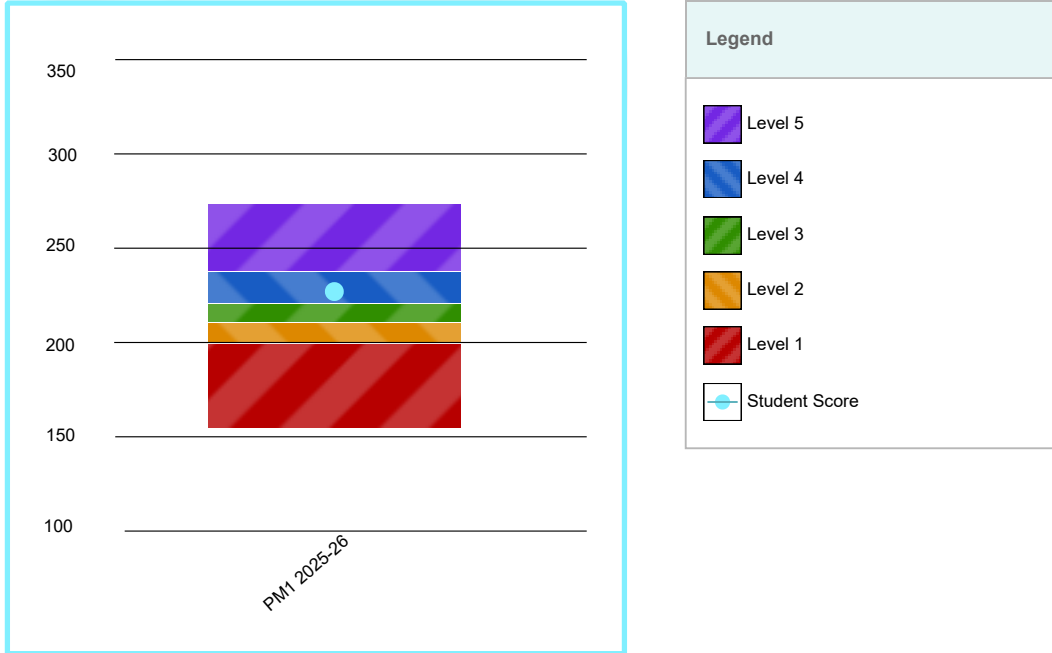 350
300
250
200
150
100
PM1 2025-26
Legend
Level 5
Level 4
Level 3
Level 2
Level 1
Student Score